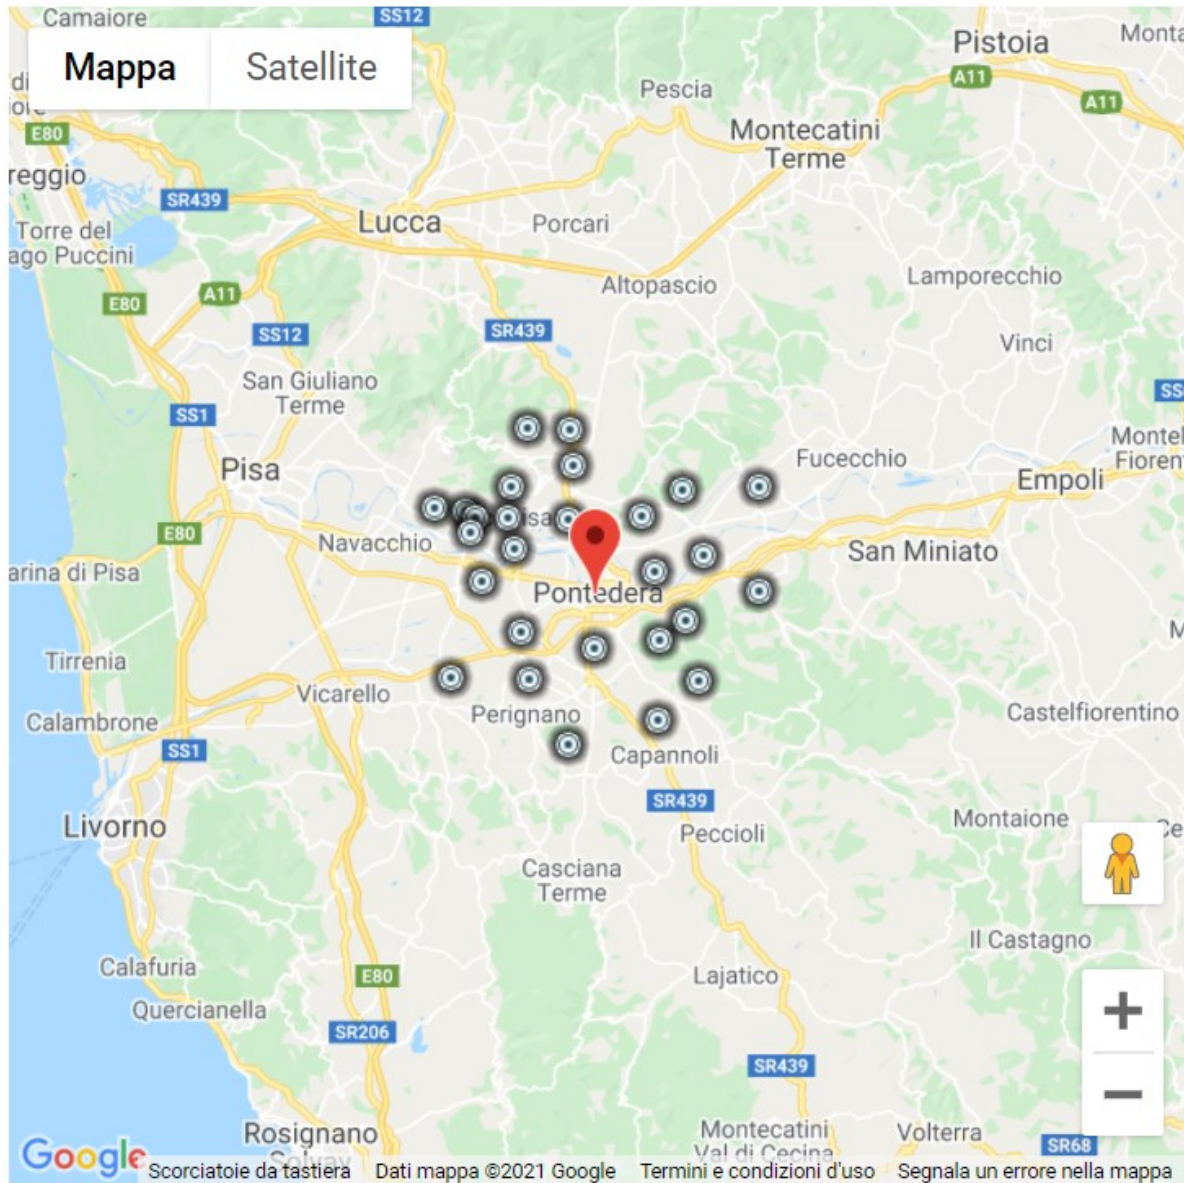 Camaiore
SS12
Mappa
Satellite
Pistoia
A11
A11
Pescia
E80
Montecatini
Terme
reggio
SR439
Lucca
Porcari
Torre del
ago Puccini
Altopascio
Lamporecchio
E80
A11
SS12
SR439
Vinci
San Giuliano
Terme
SS1
Pisa
Fucecchio
Empoli
E80
Navacchio
San Miniato
arina di Pisa
Pontedera
Tirrenia
Vicarello
Calambrone
Perignano
Castelfiorentino
SS1
Capannoli
SR439
Livorno
Peccioli
Montaione
Casciana
Terme
Il Castagno
Calafuria
E80
Lajatico
Quercianella
SR206
SR439
Rosignano
Solvay
Montecatini
Val di Cecina
Volterra
SR68
Google
Scorciatoie da tastiera Dati mappa ©2021 Google Termini e condizioni d'uso Segnala un errore nella mappa